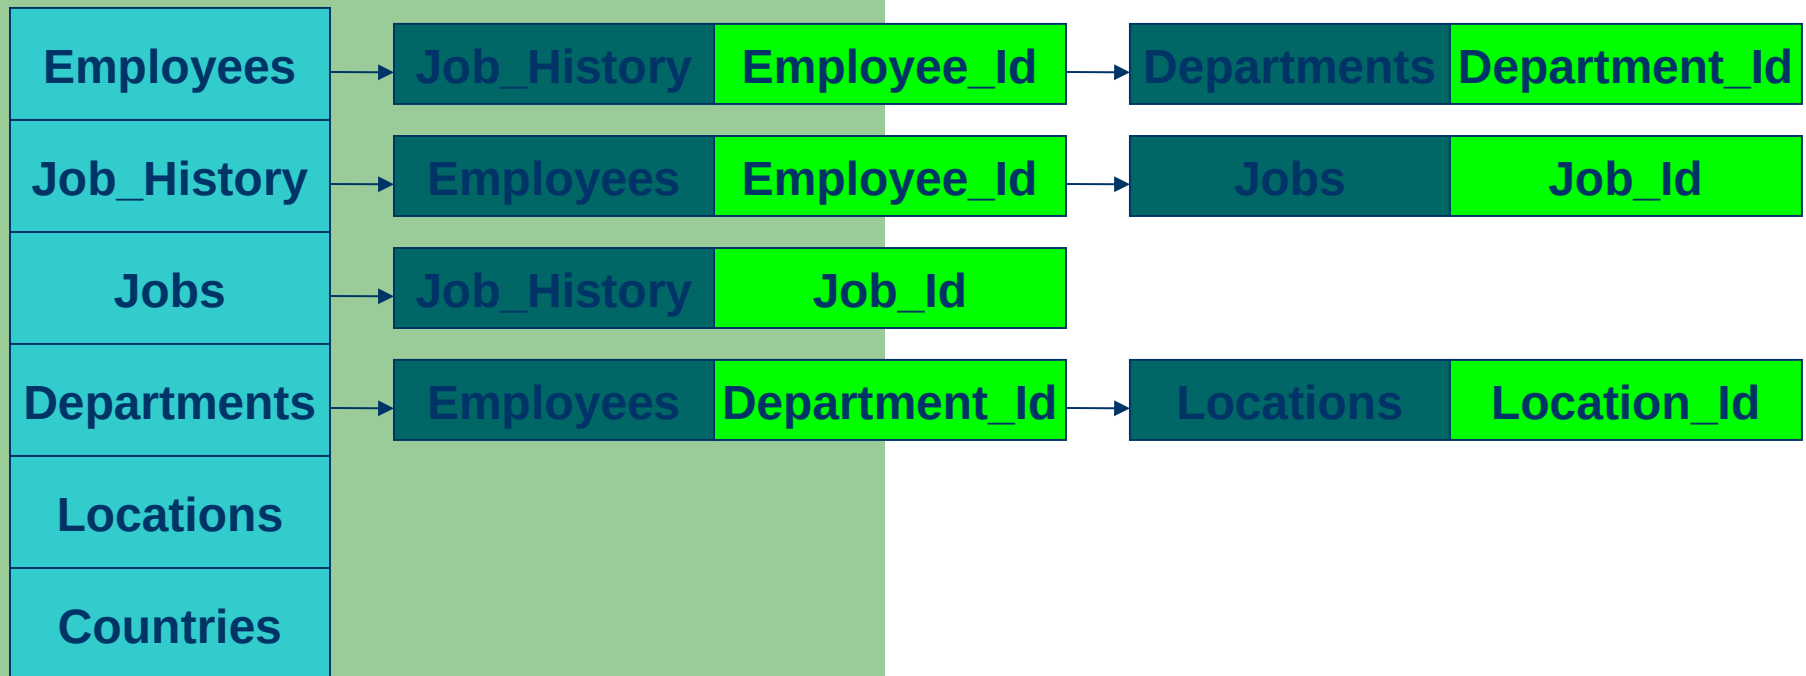 Employees Job_History Employee_Id Departments Department_Id
Job_History Employees Employee_Id Jobs Job_Id
Jobs Job_History Job_Id
Departments Employees Department_Id Locations Location_Id
Locations
Countries